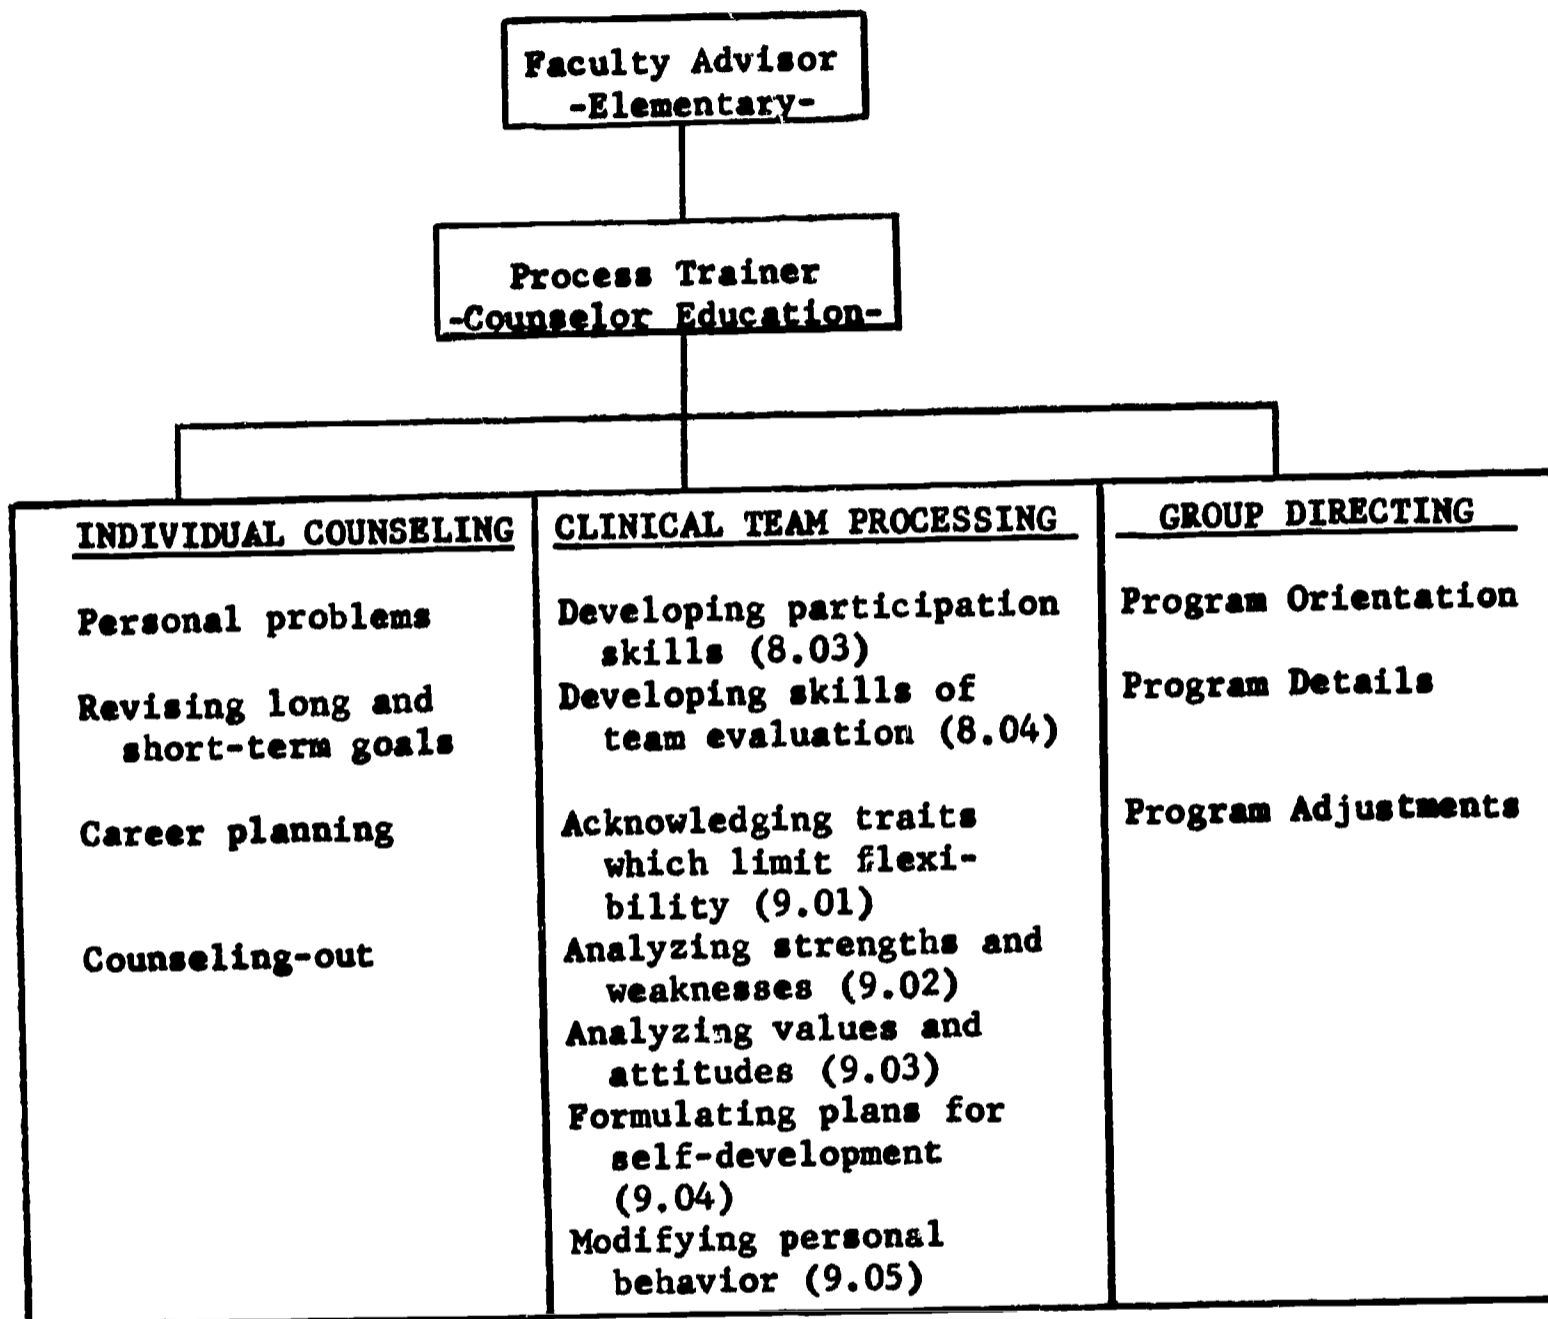 Faculty Advisor
-Elementary-
Process Trainer
-Counselor Education-
INDIVIDUAL COUNSELING
Personal problems
Revising long and
short-term goals
Career planning
Counseling-out
CLINICAL TEAM PROCESSING
Developing participation
skills (8.03)
Developing skills of
team evaluation (8.04)
Acknowledging traits
which limit flexi-
bility (9.01)
Analyzing strengths and
weaknesses (9.02)
Analyzing values and
attitudes (9.03)
Formulating plans for
self-development
(9.04)
Modifying personal
behavior (9.05)
GROUP DIRECTING
Program Orientation
Program Details
Program Adjustments